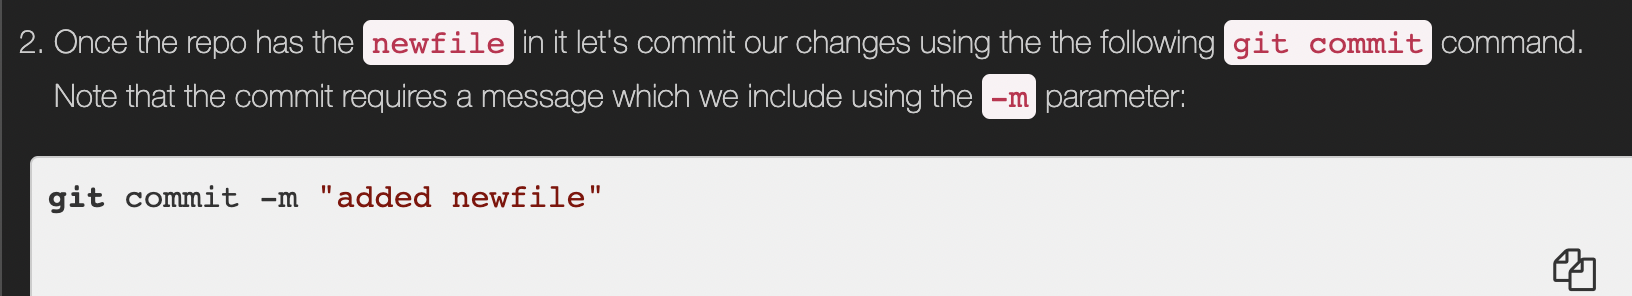 2. Once the repo has the newfile in it let's commit our changes using the the following git commit command.
Note that the commit requires a message which we include using the -m parameter:
git commit -m "added newfile"